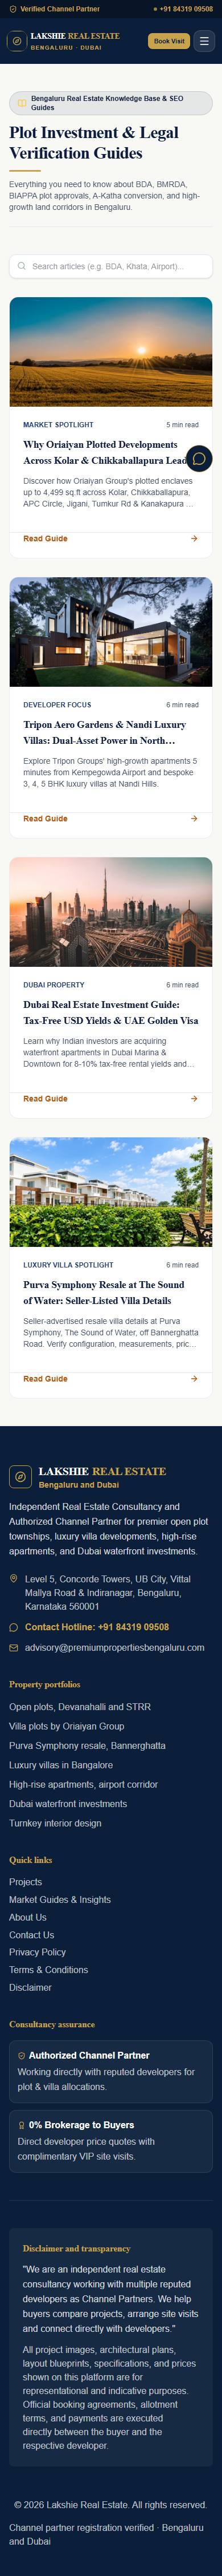 Verified Channel Partner
+91 84319 09508
LAKSHIE REAL ESTATE
BENGALURU · DUBAI
Book Visit
Bengaluru Real Estate Knowledge Base & SEO
Guides
Plot Investment & Legal
Verification Guides
Everything you need to know about BDA, BMRDA,
BIAPPA plot approvals, A-Katha conversion, and high-
growth land corridors in Bengaluru.
Search articles (e.g. BDA, Khata, Airport)...
MARKET SPOTLIGHT
5 min read
Why Oriaiyan Plotted Developments
Across Kolar & Chikkaballapura Lead
Discover how Oriaiyan Group's plotted enclaves
up to 4,499 sq.ft across Kolar, Chikkaballapura,
APC Circle, Jigani, Tumkur Rd & Kanakapura ...
Read Guide
DEVELOPER FOCUS
6 min read
Tripon Aero Gardens & Nandi Luxury
Villas: Dual-Asset Power in North…
Explore Tripon Groups' high-growth apartments 5
minutes from Kempegowda Airport and bespoke
3, 4, 5 BHK luxury villas at Nandi Hills.
Read Guide
DUBAI PROPERTY
6 min read
Dubai Real Estate Investment Guide:
Tax-Free USD Yields & UAE Golden Visa
Learn why Indian investors are acquiring
waterfront apartments in Dubai Marina &
Downtown for 8-10% tax-free rental yields and…
Read Guide
LUXURY VILLA SPOTLIGHT
6 min read
Purva Symphony Resale at The Sound
of Water: Seller-Listed Villa Details
Seller-advertised resale villa details at Purva
Symphony, The Sound of Water, off Bannerghatta
Road. Verify configuration, measurements, pric…
Read Guide
LAKSHIE REAL ESTATE
Bengaluru and Dubai
Independent Real Estate Consultancy and
Authorized Channel Partner for premier open plot
townships, luxury villa developments, high-rise
apartments, and Dubai waterfront investments.
Level 5, Concorde Towers, UB City, Vittal
Mallya Road & Indiranagar, Bengaluru,
Karnataka 560001
Contact Hotline: +91 84319 09508
advisory@premiumpropertiesbengaluru.com
Property portfolios
Open plots, Devanahalli and STRR
Villa plots by Oriaiyan Group
Purva Symphony resale, Bannerghatta
Luxury villas in Bangalore
High-rise apartments, airport corridor
Dubai waterfront investments
Turnkey interior design
Quick links
Projects
Market Guides & Insights
About Us
Contact Us
Privacy Policy
Terms & Conditions
Disclaimer
Consultancy assurance
Authorized Channel Partner
Working directly with reputed developers for
plot & villa allocations.
0% Brokerage to Buyers
Direct developer price quotes with
complimentary VIP site visits.
Disclaimer and transparency
"We are an independent real estate
consultancy working with multiple reputed
developers as Channel Partners. We help
buyers compare projects, arrange site visits
and connect directly with developers."
All project images, architectural plans,
layout blueprints, specifications, and prices
shown on this platform are for
representational and indicative purposes.
Official booking agreements, allotment
terms, and payments are executed
directly between the buyer and the
respective developer.
© 2026 Lakshie Real Estate. All rights reserved.
Channel partner registration verified · Bengaluru
and Dubai